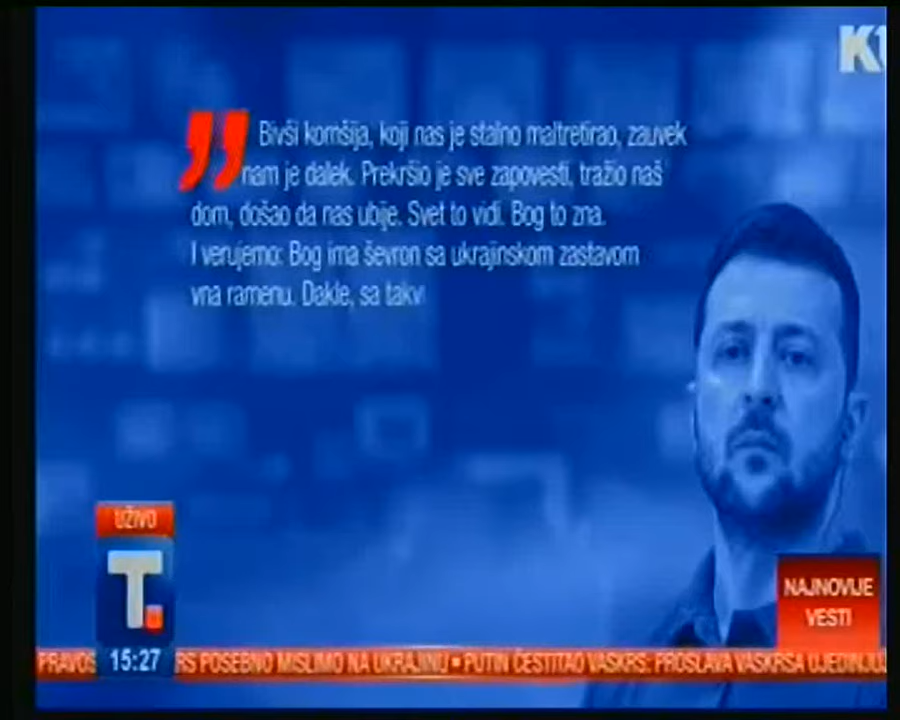 K1
Bivši komšija, koji nas je stalno maltretirao, zauvek
nam je dalek. Prekršio je sve zapovesti, tražio naš
dom, došao da nas ubije. Svet to vidi. Bog to zna.
I verujemo: Bog ima ševron sa ukrajinskom zastavom
vna ramenu. Dakle, sa takv
UŽIVO
T.
NAJNOVIJE
VESTI
PRAVOS 15:27 RS POSEBNO MISLIMO NA UKRAJINU • PUTIN ČESTITAO VASKRS: PROSLAVA VASKRSA UJEDINJUJ